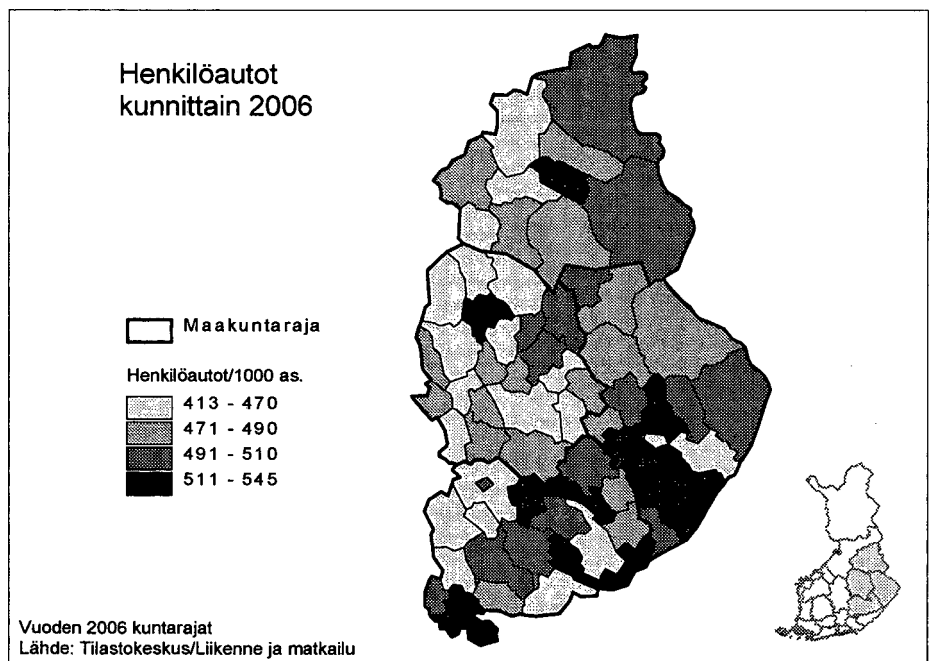 Henkilöautot
kunnittain 2006
Maakuntaraja
Henkilöautot/1000 as.
413 - 470
471 - 490
491 - 510
511 - 545
Vuoden 2006 kuntarajat
Lähde: Tilastokeskus/Liikenne ja matkailu